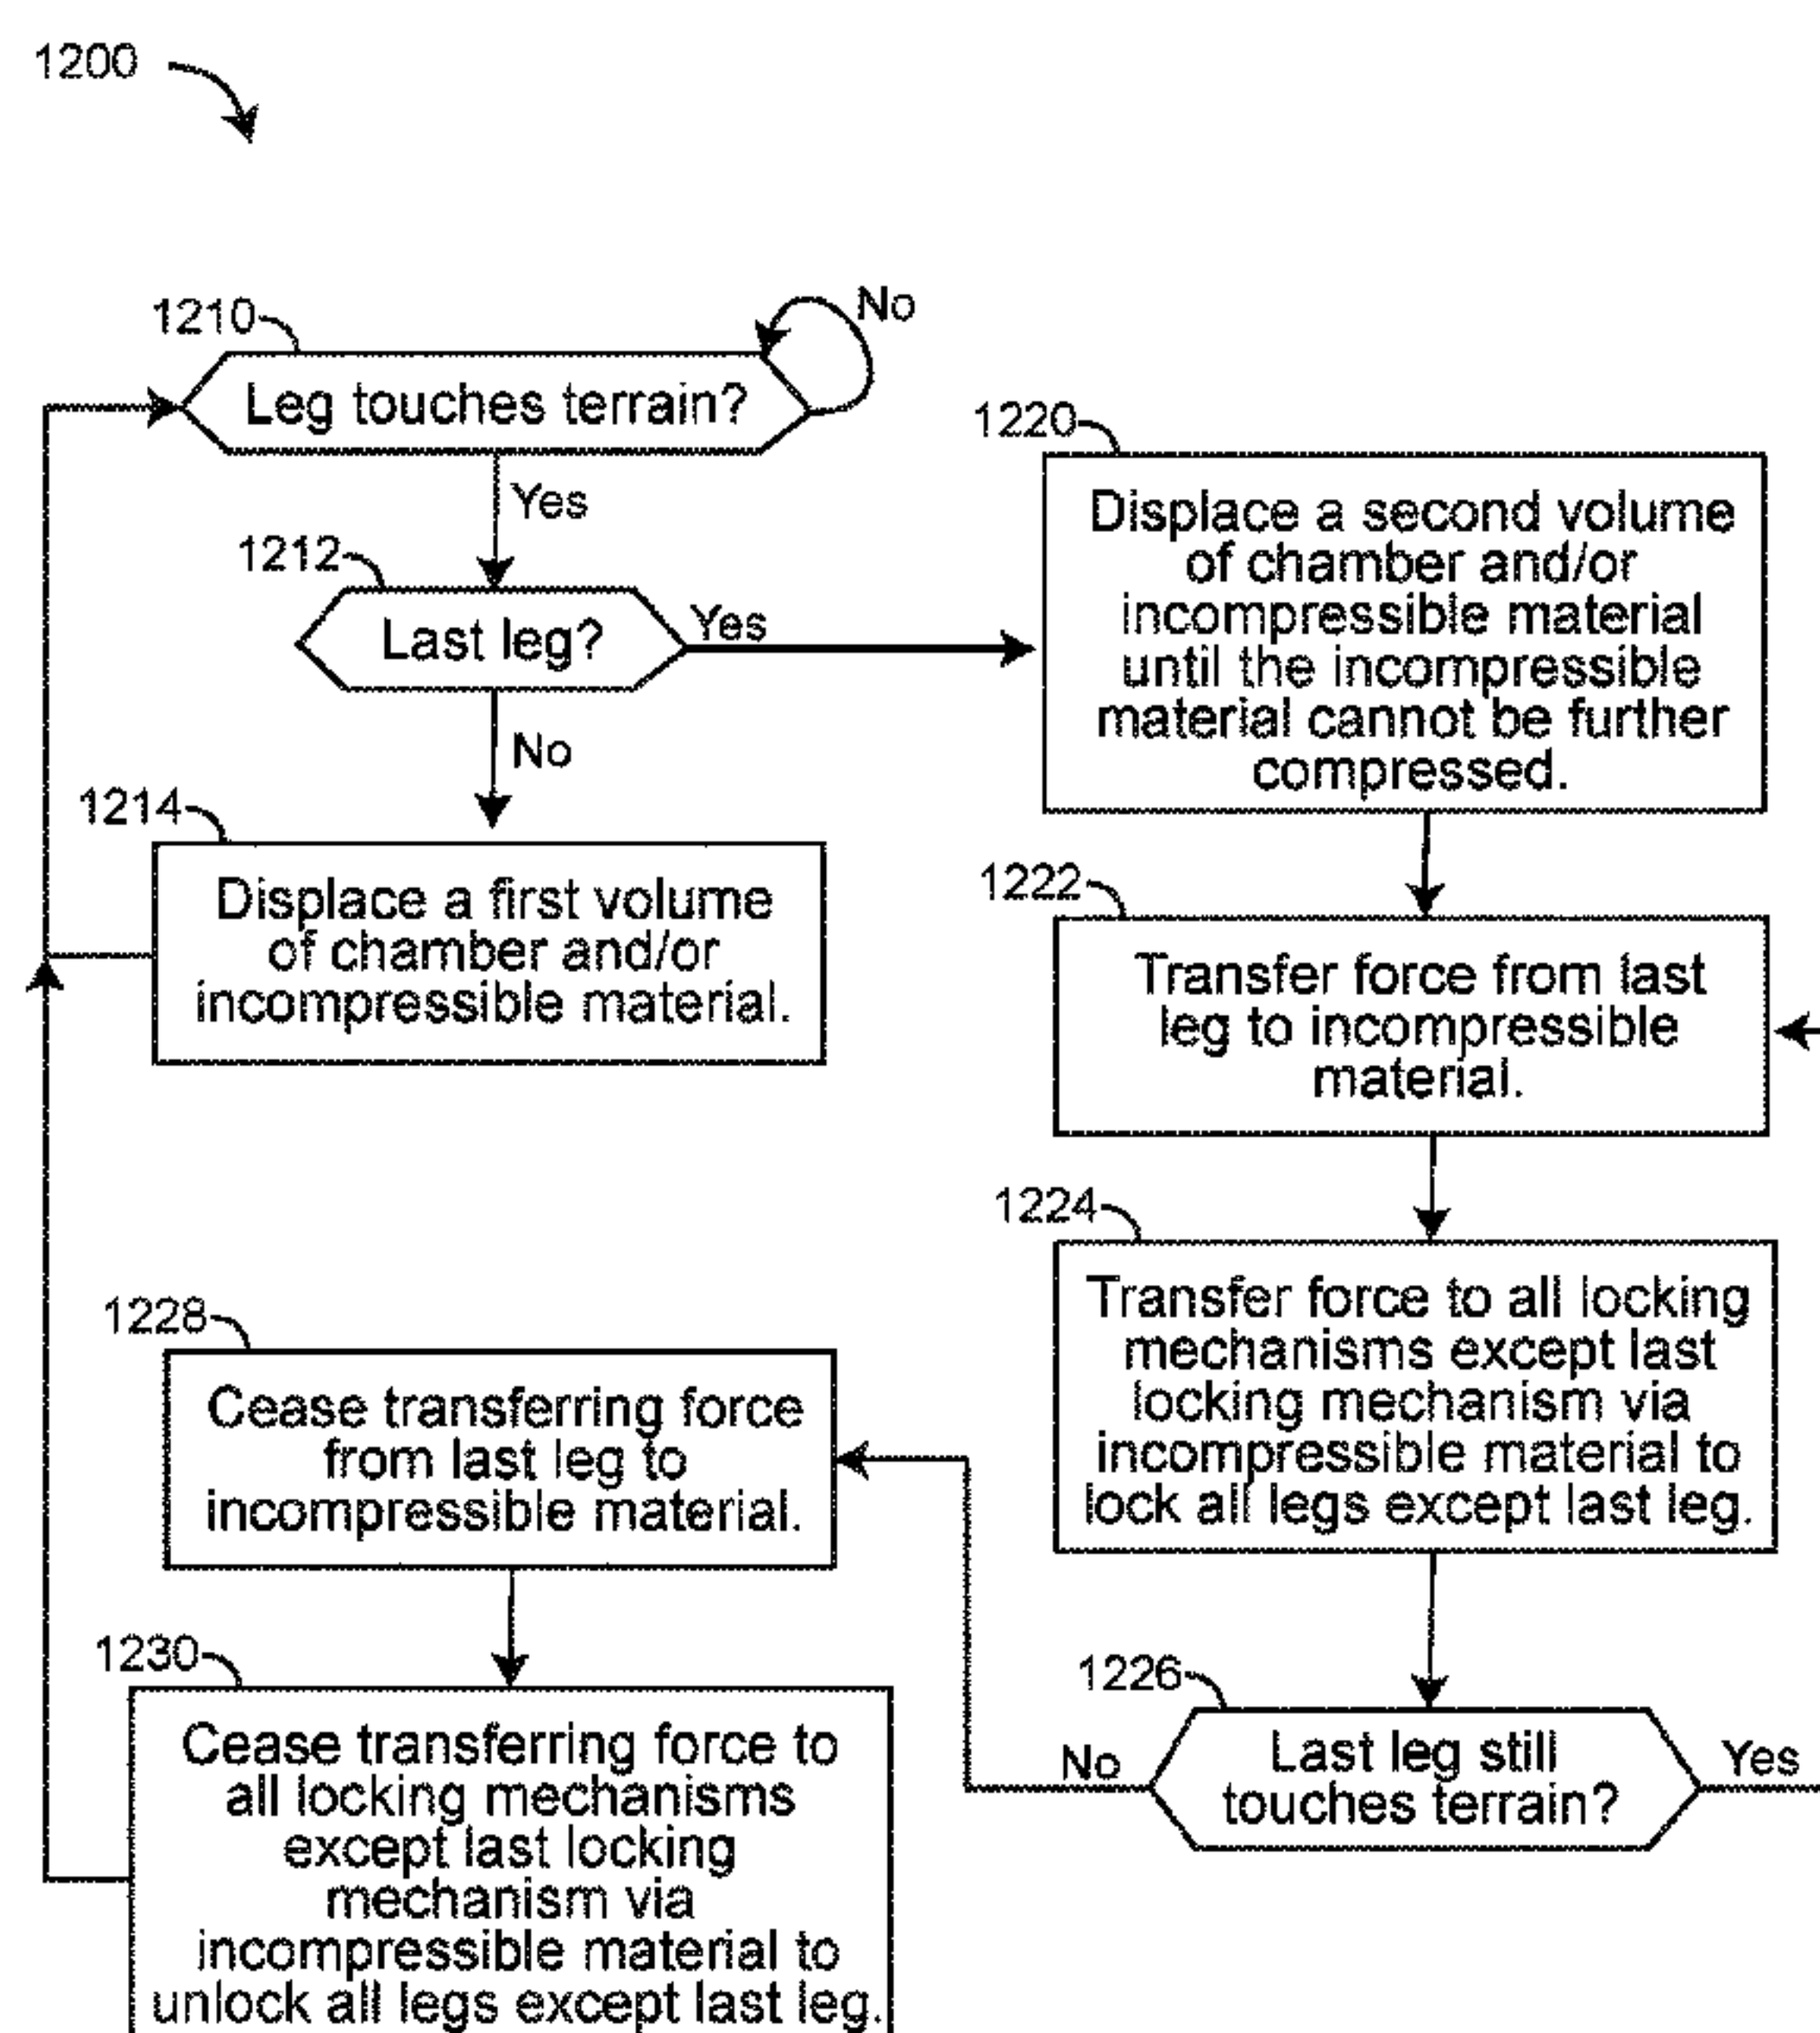 1200
1210
No
Leg touches terrain?
Yes
1212
Last leg?
Yes
No
1214
Displace a first volume
of chamber and/or
incompressible material.
1220
Displace a second volume
of chamber and/or
incompressible material
until the incompressible
material cannot be further
compressed.
1222
Transfer force from last
leg to incompressible
material.
1224
Transfer force to all locking
mechanisms except last
locking mechanism via
incompressible material to
lock all legs except last leg.
1226
Last leg still
touches terrain?
No
Yes
1228
Cease transferring force
from last leg to
incompressible material.
1230
Cease transferring force to
all locking mechanisms
except last locking
mechanism via
incompressible material to
unlock all legs except last leg.